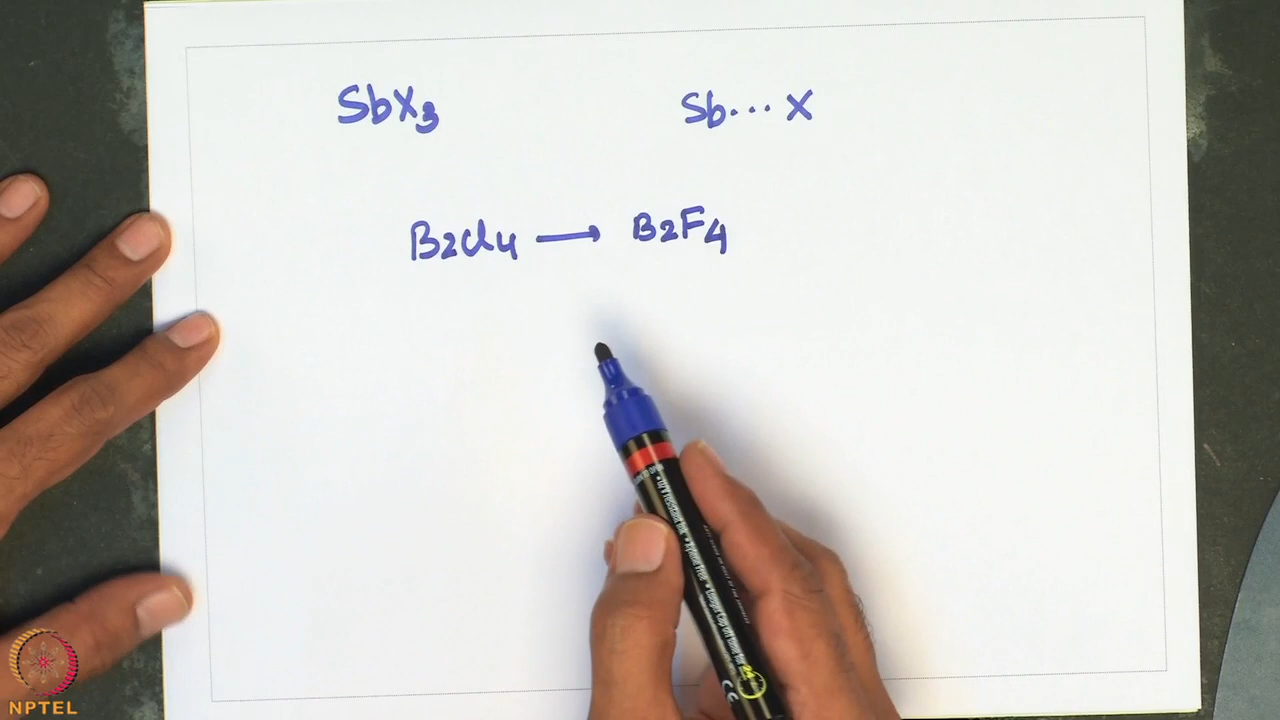 SbX3 Sb... X
B2Cl4 → B2F4
NPTEL